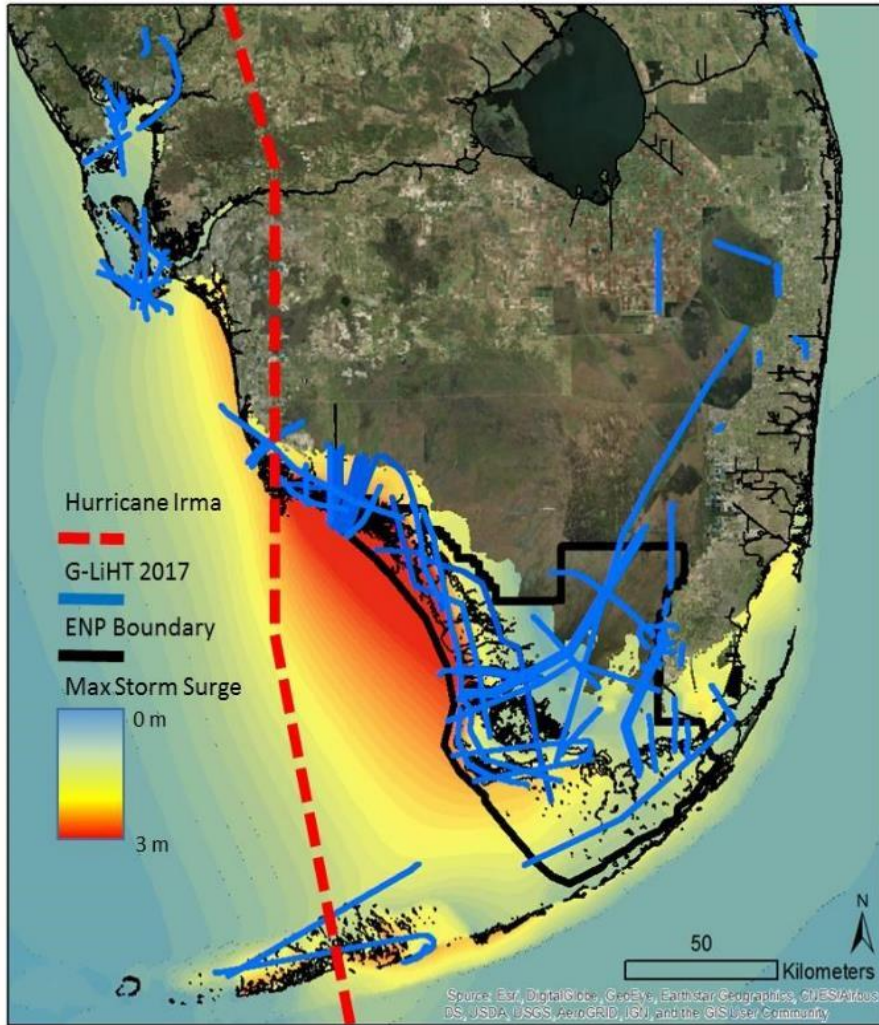 Hurricane Irma
G-LiHT 2017
ENP Boundary
Max Storm Surge
0 m
3 m
N
50
Kilometers
Source: Esri, DigitalGlobe, GeoEye, Earthstar Geographics, CNES/Airbus
DS, USDA, USGS, AeroGRID, IGN, and the GIS User Community